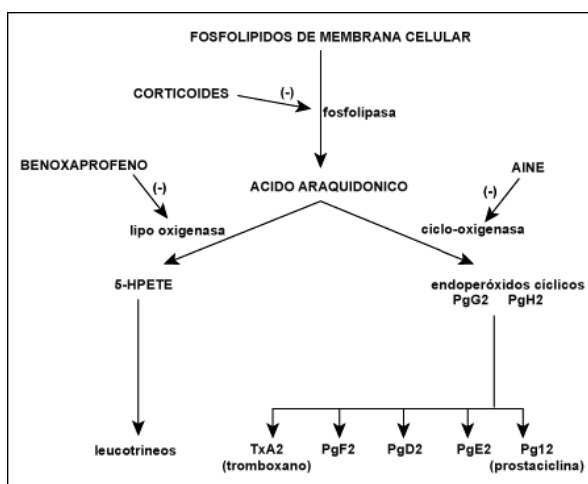 FOSFOLIPIDOS DE MEMBRANA CELULAR
CORTICOIDES
(-)
fosfolipasa
BENOXAPROFENO
(-)
ACIDO ARAQUIDONICO
AINE
(-)
lipo oxigenasa
ciclo-oxigenasa
5-HPETE
endoperóxidos cíclicos
PgG2 PgH2
leucotrineos
TxA2
(tromboxano)
PgF2
PgD2
PgE2
Pg12
(prostaciclina)